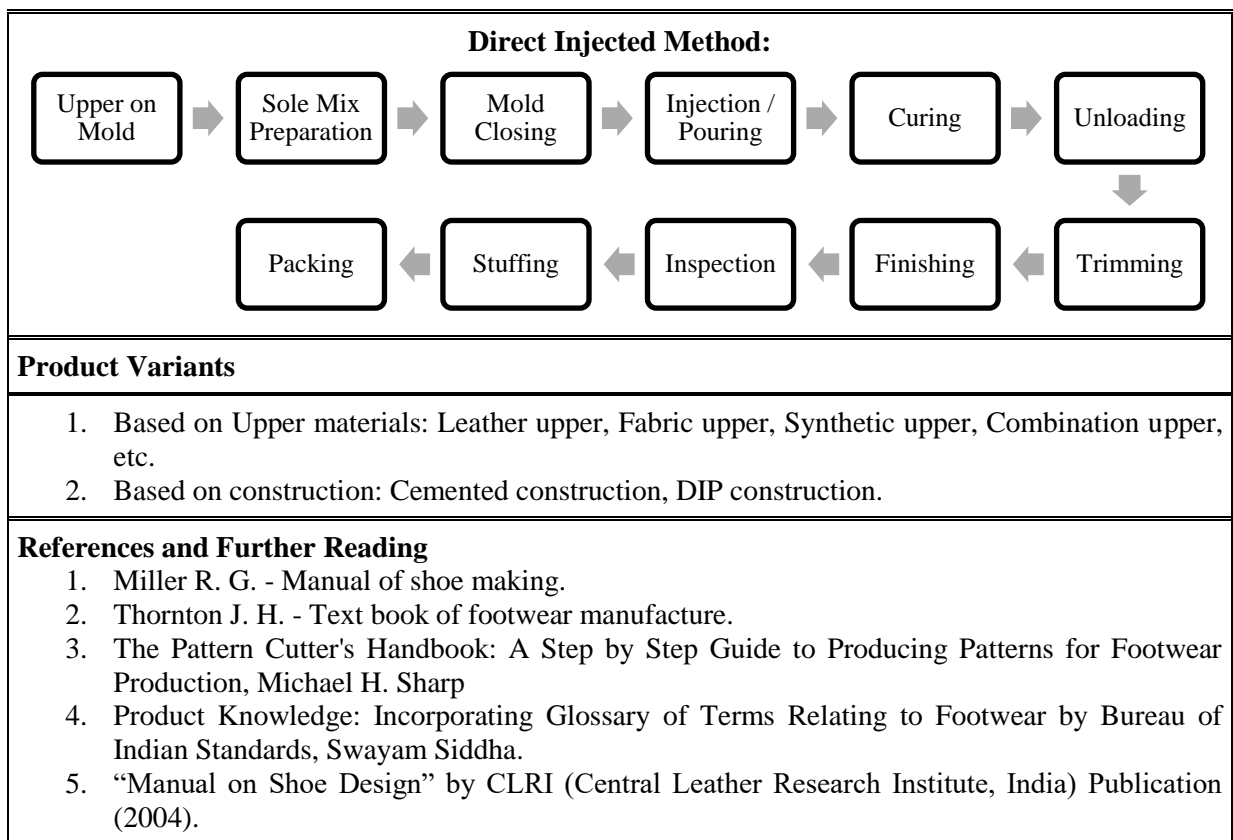 Direct Injected Method:
Upper on
Mold
Sole Mix
Preparation
Mold
Closing
Injection /
Pouring
Curing
Unloading
Trimming
Finishing
Inspection
Stuffing
Packing
Product Variants
1. Based on Upper materials: Leather upper, Fabric upper, Synthetic upper, Combination upper,
etc.
2. Based on construction: Cemented construction, DIP construction.
References and Further Reading
1. Miller R. G. - Manual of shoe making.
2. Thornton J. H. - Text book of footwear manufacture.
3. The Pattern Cutter's Handbook: A Step by Step Guide to Producing Patterns for Footwear
Production, Michael H. Sharp
4. Product Knowledge: Incorporating Glossary of Terms Relating to Footwear by Bureau of
Indian Standards, Swayam Siddha.
5. “Manual on Shoe Design” by CLRI (Central Leather Research Institute, India) Publication
(2004).